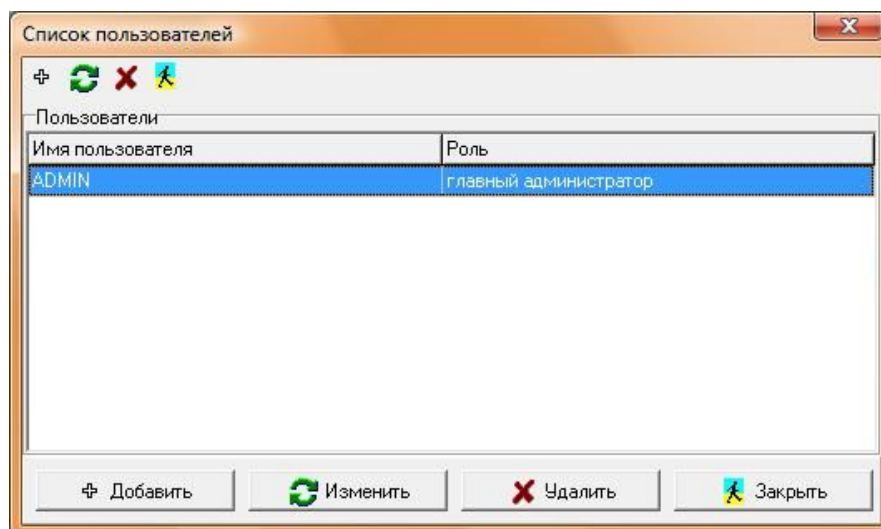 Список пользователей
Пользователи
Имя пользователя Роль
ADMIN главный администратор
Добавить Изменить Удалить Закрыть